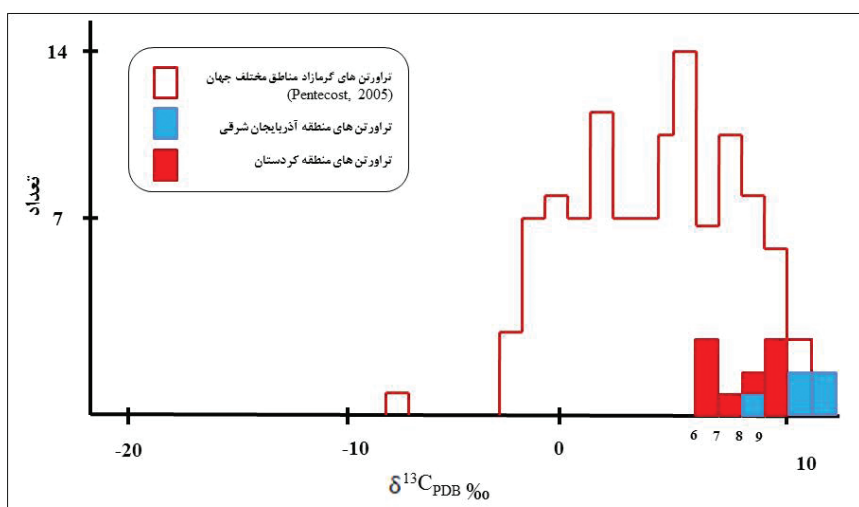 14
تراورتن های گرمازاد مناطق مختلف جهان
(Pentecost, 2005)
تراورتن های منطقه آذربایجان شرقی
تراورتن های منطقه کردستان
تعداد
7
6 7 8 9
-20 -10 0 10
δ¹³C_PDB ‰